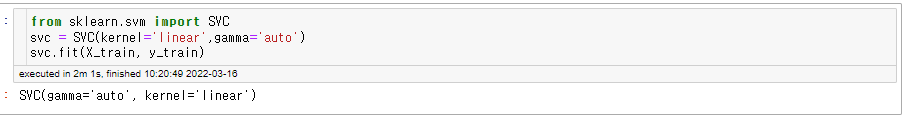 :
from sklearn.svm import SVC
svc = SVC(kernel='linear',gamma='auto')
svc.fit(X_train, y_train)
executed in 2m 1s, finished 10:20:49 2022-03-16
: SVC(gamma='auto', kernel='linear')